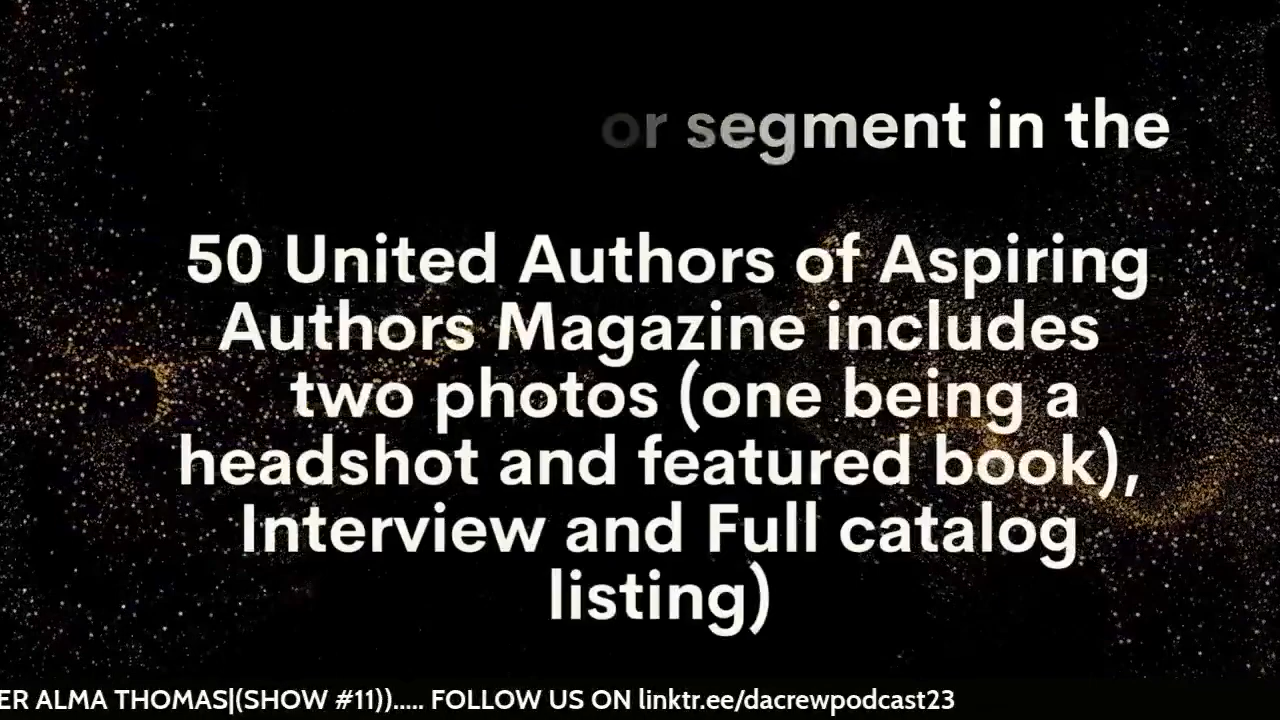 or segment in the
50 United Authors of Aspiring
Authors Magazine includes
two photos (one being a
headshot and featured book),
Interview and Full catalog
listing)
ER ALMA THOMAS|(SHOW #11))..... FOLLOW US ON linktr.ee/dacrewpodcast23